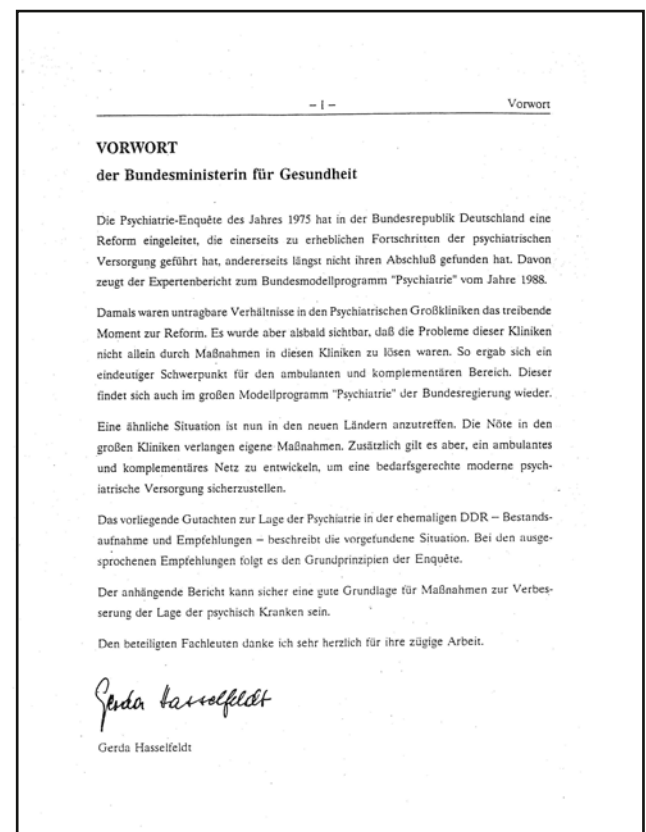 – I – Vorwort
VORWORT
der Bundesministerin für Gesundheit
Die Psychiatrie-Enquête des Jahres 1975 hat in der Bundesrepublik Deutschland eine
Reform eingeleitet, die einerseits zu erheblichen Fortschritten der psychiatrischen
Versorgung geführt hat, andererseits längst nicht ihren Abschluß gefunden hat. Davon
zeugt der Expertenbericht zum Bundesmodellprogramm "Psychiatrie" vom Jahre 1988.
Damals waren untragbare Verhältnisse in den Psychiatrischen Großkliniken das treibende
Moment zur Reform. Es wurde aber alsbald sichtbar, daß die Probleme dieser Kliniken
nicht allein durch Maßnahmen in diesen Kliniken zu lösen waren. So ergab sich ein
eindeutiger Schwerpunkt für den ambulanten und komplementären Bereich. Dieser
findet sich auch im großen Modellprogramm "Psychiatrie" der Bundesregierung wieder.
Eine ähnliche Situation ist nun in den neuen Ländern anzutreffen. Die Nöte in den
großen Kliniken verlangen eigene Maßnahmen. Zusätzlich gilt es aber, ein ambulantes
und komplementäres Netz zu entwickeln, um eine bedarfsgerechte moderne psych-
iatrische Versorgung sicherzustellen.
Das vorliegende Gutachten zur Lage der Psychiatrie in der ehemaligen DDR – Bestands-
aufnahme und Empfehlungen – beschreibt die vorgefundene Situation. Bei den ausge-
sprochenen Empfehlungen folgt es den Grundprinzipien der Enquête.
Der anhängende Bericht kann sicher eine gute Grundlage für Maßnahmen zur Verbes-
serung der Lage der psychisch Kranken sein.
Den beteiligten Fachleuten danke ich sehr herzlich für ihre zügige Arbeit.
Gerda Hasselfeldt
Gerda Hasselfeldt